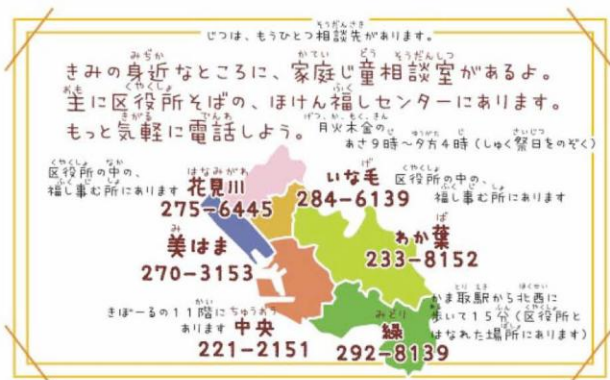 じつは、もうひとつ相談先があります。
きみの身近なところに、家庭じ童相談室があるよ。
主に区役所そばの、ほけん福しセンターにあります。
もっと気軽に電話しよう。
月火木金の
あさ9時〜夕方4時(しゅく祭日をのぞく)
区役所の中の、
福し事む所にあります
花見川
275-6445
いな毛
284-6139
区役所の中の、
福し事む所にあります
美はま
270-3153
わか葉
233-8152
きぼーるの11階に
あります
中央
221-2151
緑
292-8139
かま取駅から北西に
歩いて15分(区役所と
はなれた場所にあります)